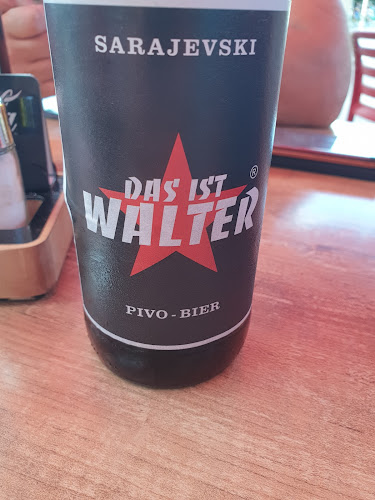 SARAJEVSKI
DAS IST
WALTER®
PIVO - BIER